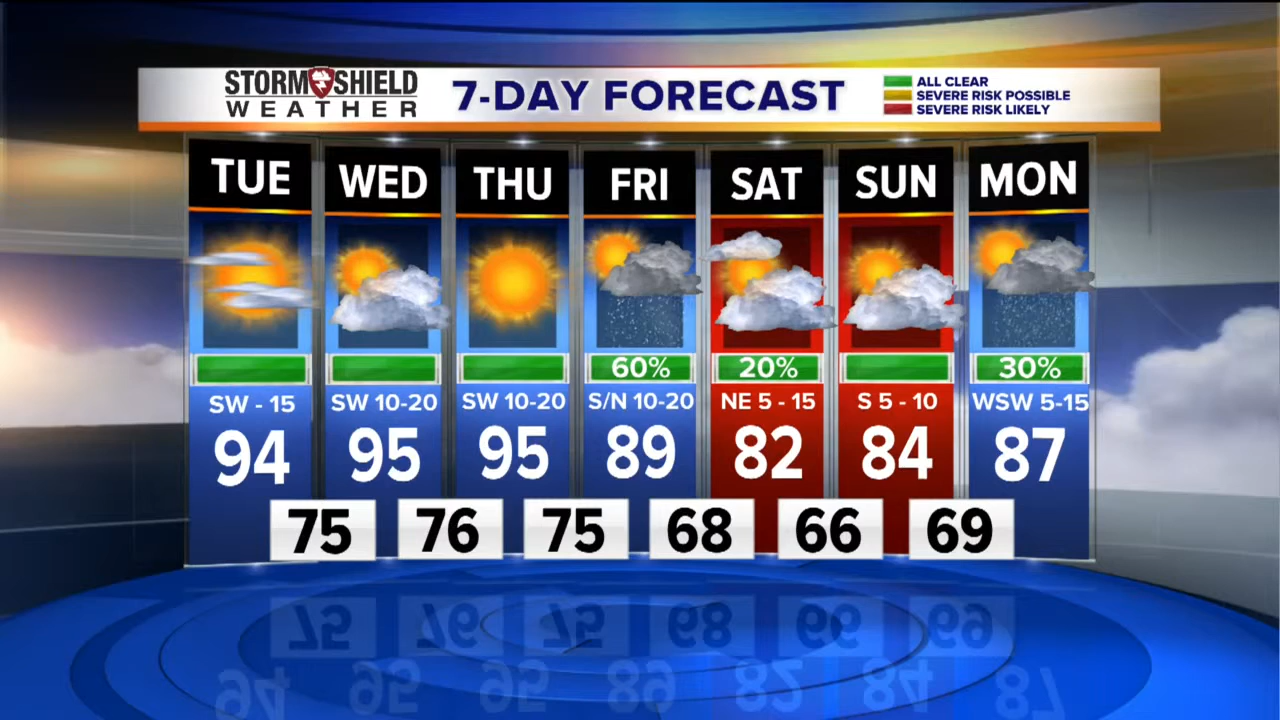 STORM SHIELD
WEATHER
7-DAY FORECAST
ALL CLEAR
SEVERE RISK POSSIBLE
SEVERE RISK LIKELY
TUE WED THU FRI SAT SUN MON
60% 20% 30%
SW - 15 SW 10-20 SW 10-20 S/N 10-20 NE 5 - 15 S 5 - 10 WSW 5-15
94 95 95 89 82 84 87
75 76 75 68 66 69